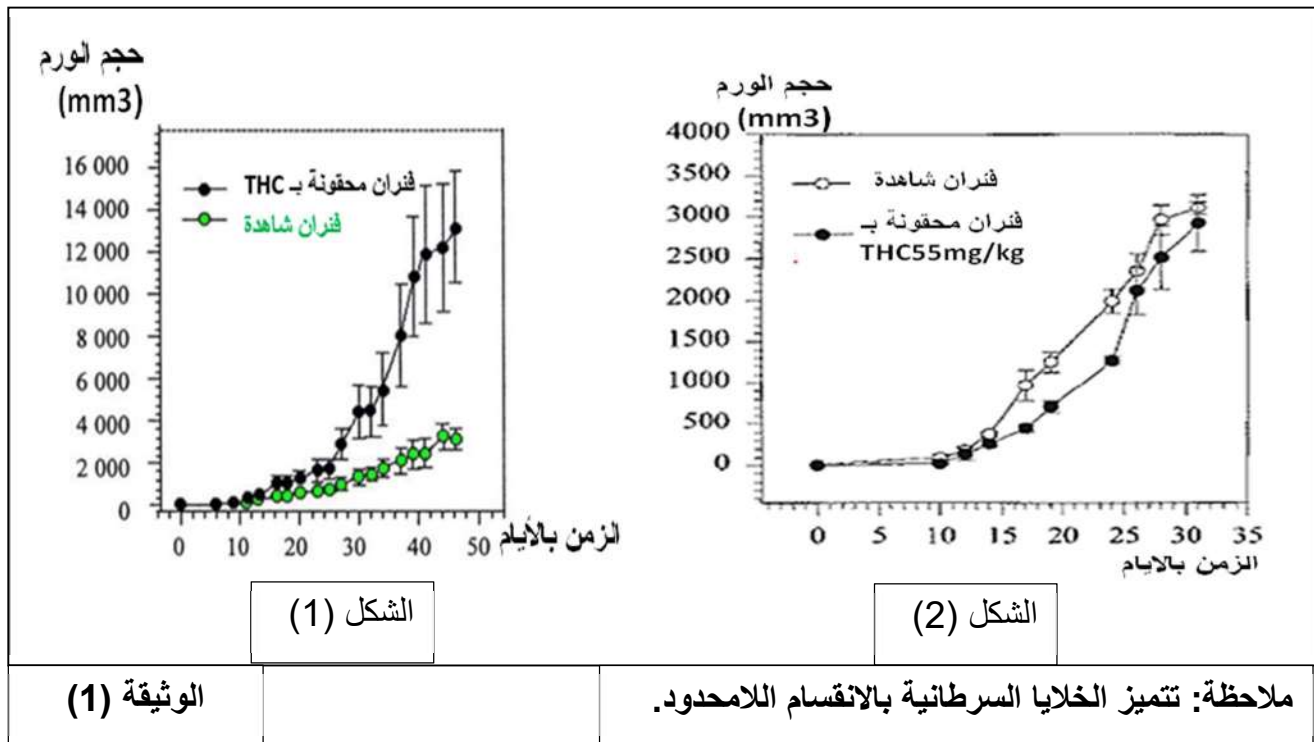 حجم الورم
(mm3)
16 000
14 000
12 000
10 000
8 000
6 000
4 000
2 000
0
فئران محقونة بـ THC
فئران شاهدة
0 10 20 30 40 50
الزمن بالأيام
الشكل (1)
حجم الورم
(mm3)
4000
3500
3000
2500
2000
1500
1000
500
0
فئران شاهدة
فئران محقونة بـ
THC55mg/kg
0 5 10 15 20 25 30 35
الزمن بالايام
الشكل (2)
ملاحظة: تتميز الخلايا السرطانية بالانقسام اللامحدود.
الوثيقة (1)